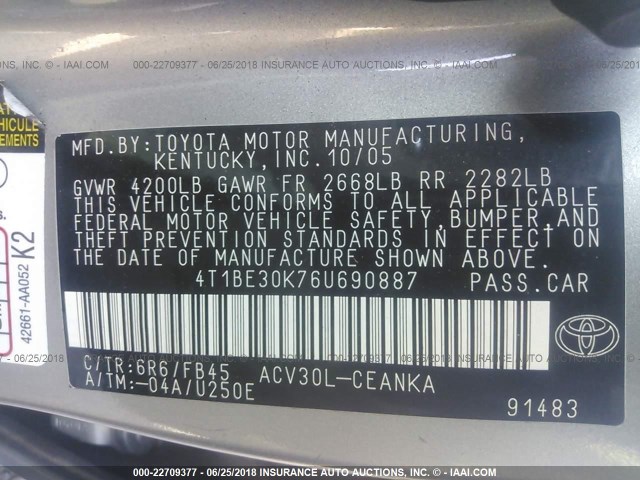 000-22709377 - 06/25/2018 INSURANCE AUTO AUCTIONS, INC. - © IAAI.COM
VEHICULE
REMENTS
MFD.BY:TOYOTA MOTOR MANUFACTURING,
KENTUCKY,INC.10/05
GVWR 4200LB GAWR FR 2668LB RR 2282LB
THIS VEHICLE CONFORMS TO ALL APPLICABLE
FEDERAL MOTOR VEHICLE SAFETY,BUMPER,AND
THEFT PREVENTION STANDARDS IN EFFECT ON
THE DATE OF MANUFACTURE SHOWN ABOVE.
4T1BE30K76U690887 PASS.CAR
C/TR:6R6/FB45 ACV30L-CEANKA
A/TM:-04A/U250E
91483
TOYOTA
42661-AA052 K2
000-22709377 - 06/25/2018 INSURANCE AUTO AUCTIONS, INC. - © IAAI.COM